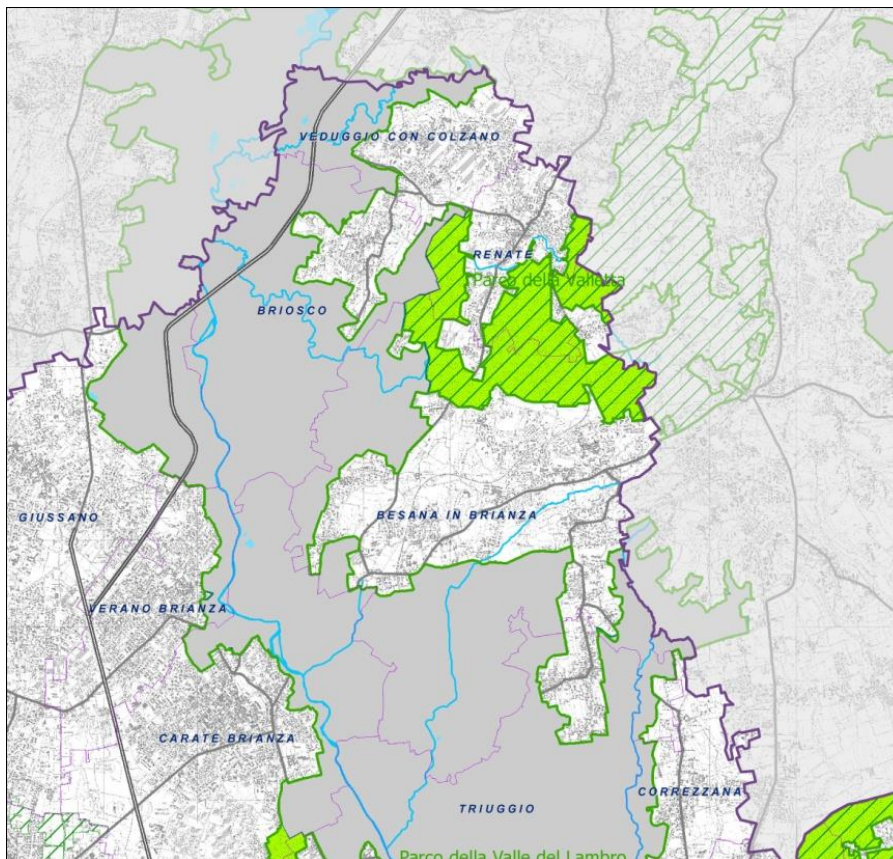 VEDUGGIO CON COLZANO
RENATE
Parco della Valletta
BRIOSCO
GIUSSANO
BESANA IN BRIANZA
VERANO BRIANZA
CARATE BRIANZA
CORREZZANA
TRIUGGIO
Parco della Valle del Lambro